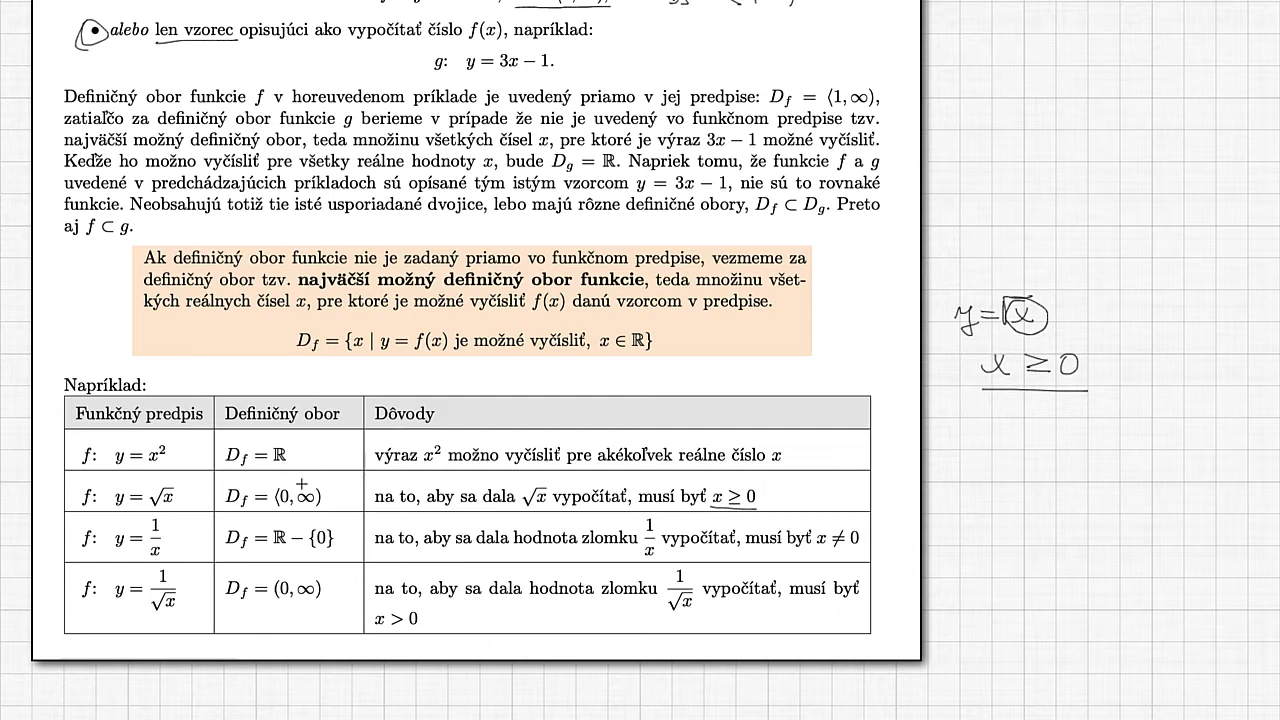 • alebo len vzorec opisujúci ako vypočítať číslo f(x), napríklad:
g: y = 3x − 1.
Definičný obor funkcie f v horeuvedenom príklade je uvedený priamo v jej predpise: D_f = ⟨1, ∞),
zatiaľčo za definičný obor funkcie g berieme v prípade že nie je uvedený vo funkčnom predpise tzv.
najväčší možný definičný obor, teda množinu všetkých čísel x, pre ktoré je výraz 3x − 1 možné vyčísliť.
Keďže ho možno vyčísliť pre všetky reálne hodnoty x, bude D_g = ℝ. Napriek tomu, že funkcie f a g
uvedené v predchádzajúcich príkladoch sú opísané tým istým vzorcom y = 3x − 1, nie sú to rovnaké
funkcie. Neobsahujú totiž tie isté usporiadané dvojice, lebo majú rôzne definičné obory, D_f ⊂ D_g. Preto
aj f ⊂ g.
Ak definičný obor funkcie nie je zadaný priamo vo funkčnom predpise, vezmeme za
definičný obor tzv. najväčší možný definičný obor funkcie, teda množinu všet-
kých reálnych čísel x, pre ktoré je možné vyčísliť f(x) danú vzorcom v predpise.
D_f = {x | y = f(x) je možné vyčísliť, x ∈ ℝ}
y = √x
x ≥ 0
Napríklad:
Funkčný predpis Definičný obor Dôvody
f: y = x² D_f = ℝ výraz x² možno vyčísliť pre akékoľvek reálne číslo x
+
f: y = √x D_f = ⟨0, ∞) na to, aby sa dala √x vypočítať, musí byť x ≥ 0
f: y = 1/x D_f = ℝ − {0} na to, aby sa dala hodnota zlomku 1/x vypočítať, musí byť x ≠ 0
f: y = 1/√x D_f = (0, ∞) na to, aby sa dala hodnota zlomku 1/√x vypočítať, musí byť
x > 0